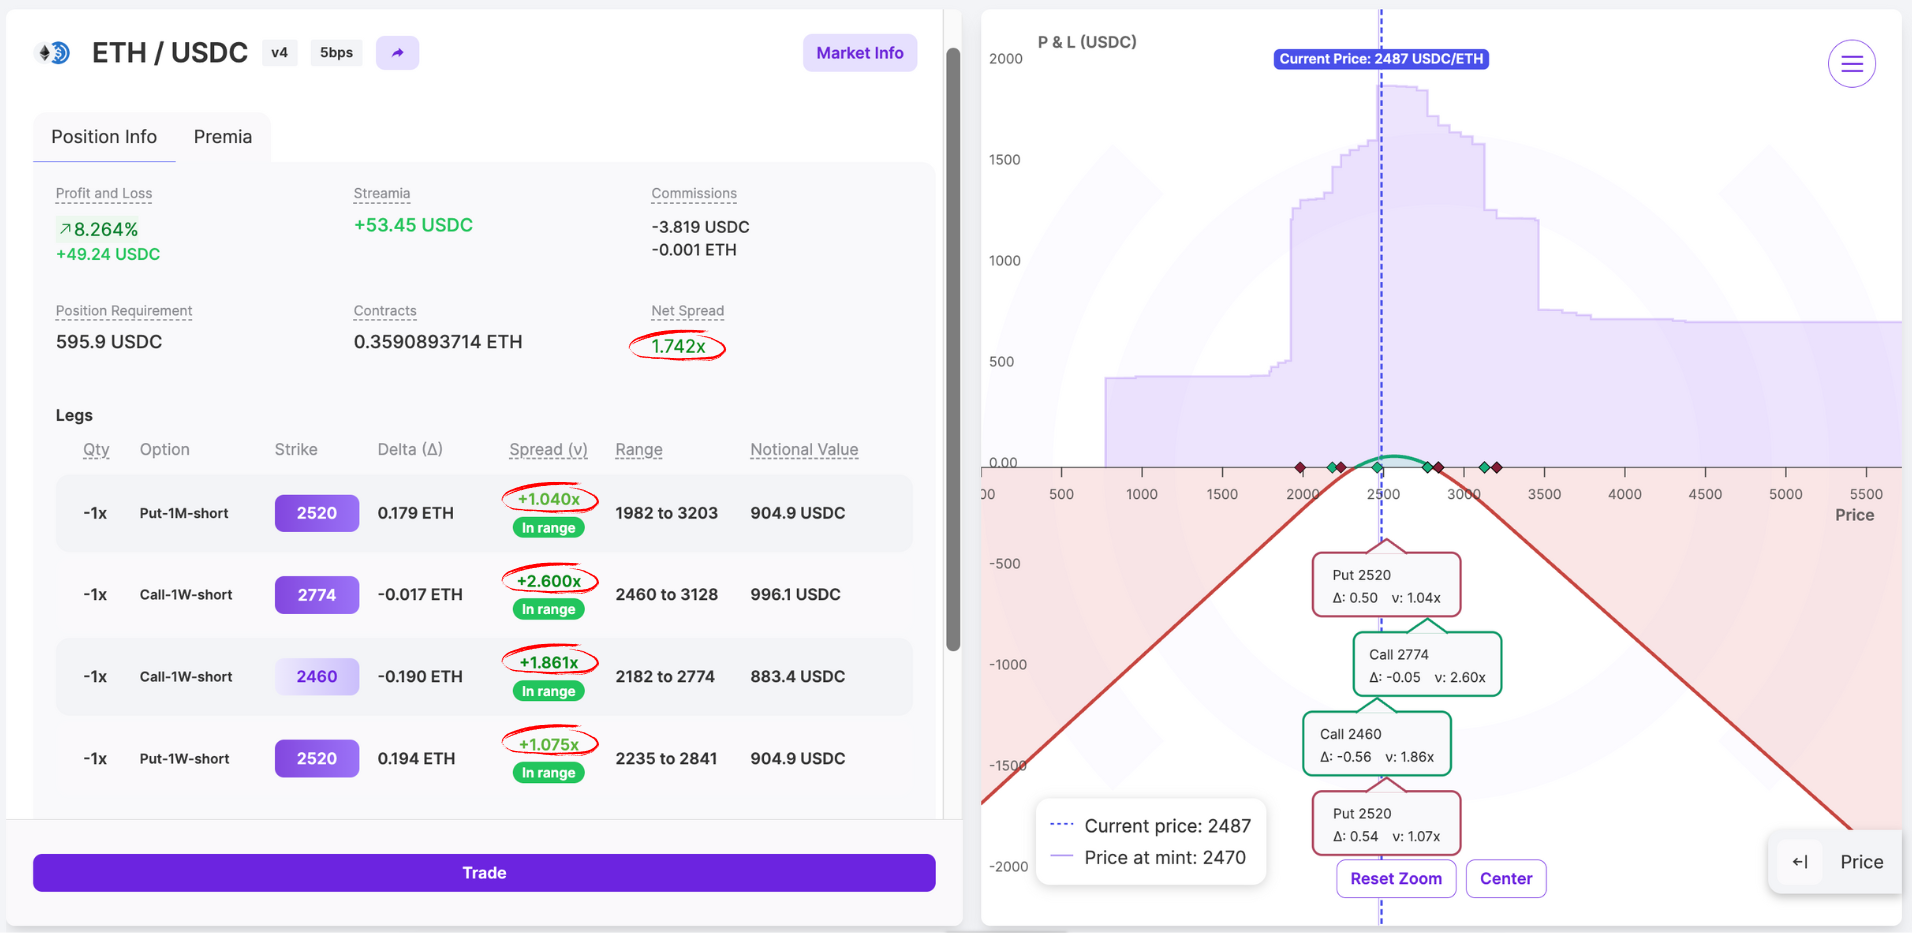 ETH / USDC
v4
5bps
Market Info
Position Info
Premia
Profit and Loss
Streamia
Commissions
8.264%
+49.24 USDC
+53.45 USDC
-3.819 USDC
-0.001 ETH
Position Requirement
Contracts
Net Spread
595.9 USDC
0.3590893714 ETH
1.742x
Legs
Qty Option Strike Delta (Δ) Spread (ν) Range Notional Value
-1x Put-1M-short 2520 0.179 ETH +1.040x 1982 to 3203 904.9 USDC
In range
-1x Call-1W-short 2774 -0.017 ETH +2.600x 2460 to 3128 996.1 USDC
In range
-1x Call-1W-short 2460 -0.190 ETH +1.861x 2182 to 2774 883.4 USDC
In range
-1x Put-1W-short 2520 0.194 ETH +1.075x 2235 to 2841 904.9 USDC
In range
Trade
P & L (USDC)
Current Price: 2487 USDC/ETH
2000
1500
1000
500
0.00
-500
-1000
-1500
-2000
00 500 1000 1500 2000 2500 3000 3500 4000 4500 5000 5500
Price
Put 2520
Δ: 0.50 ν: 1.04x
Call 2774
Δ: -0.05 ν: 2.60x
Call 2460
Δ: -0.56 ν: 1.86x
Put 2520
Δ: 0.54 ν: 1.07x
Current price: 2487
Price at mint: 2470
Reset Zoom
Center
Price